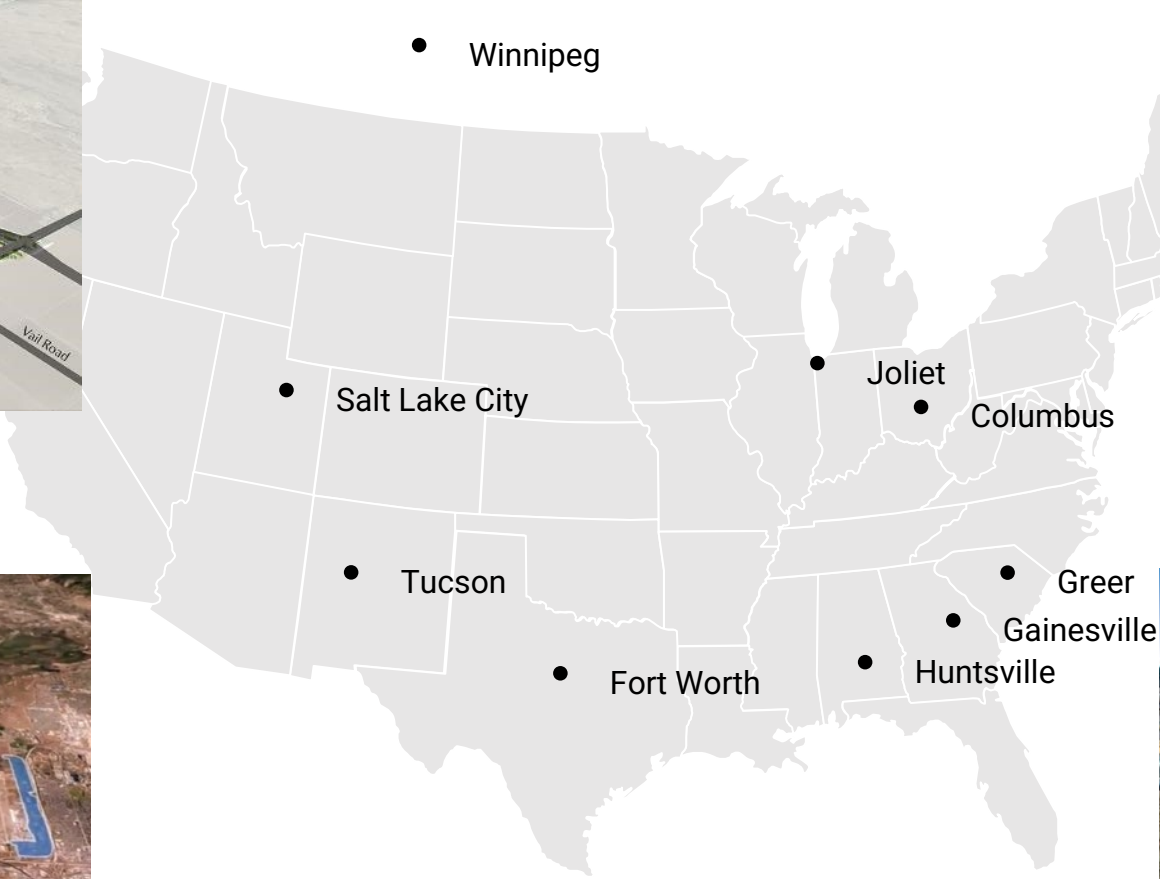 Winnipeg
Vail Road
Joliet
Salt Lake City
Columbus
Tucson
Greer
Gainesville
Huntsville
Fort Worth